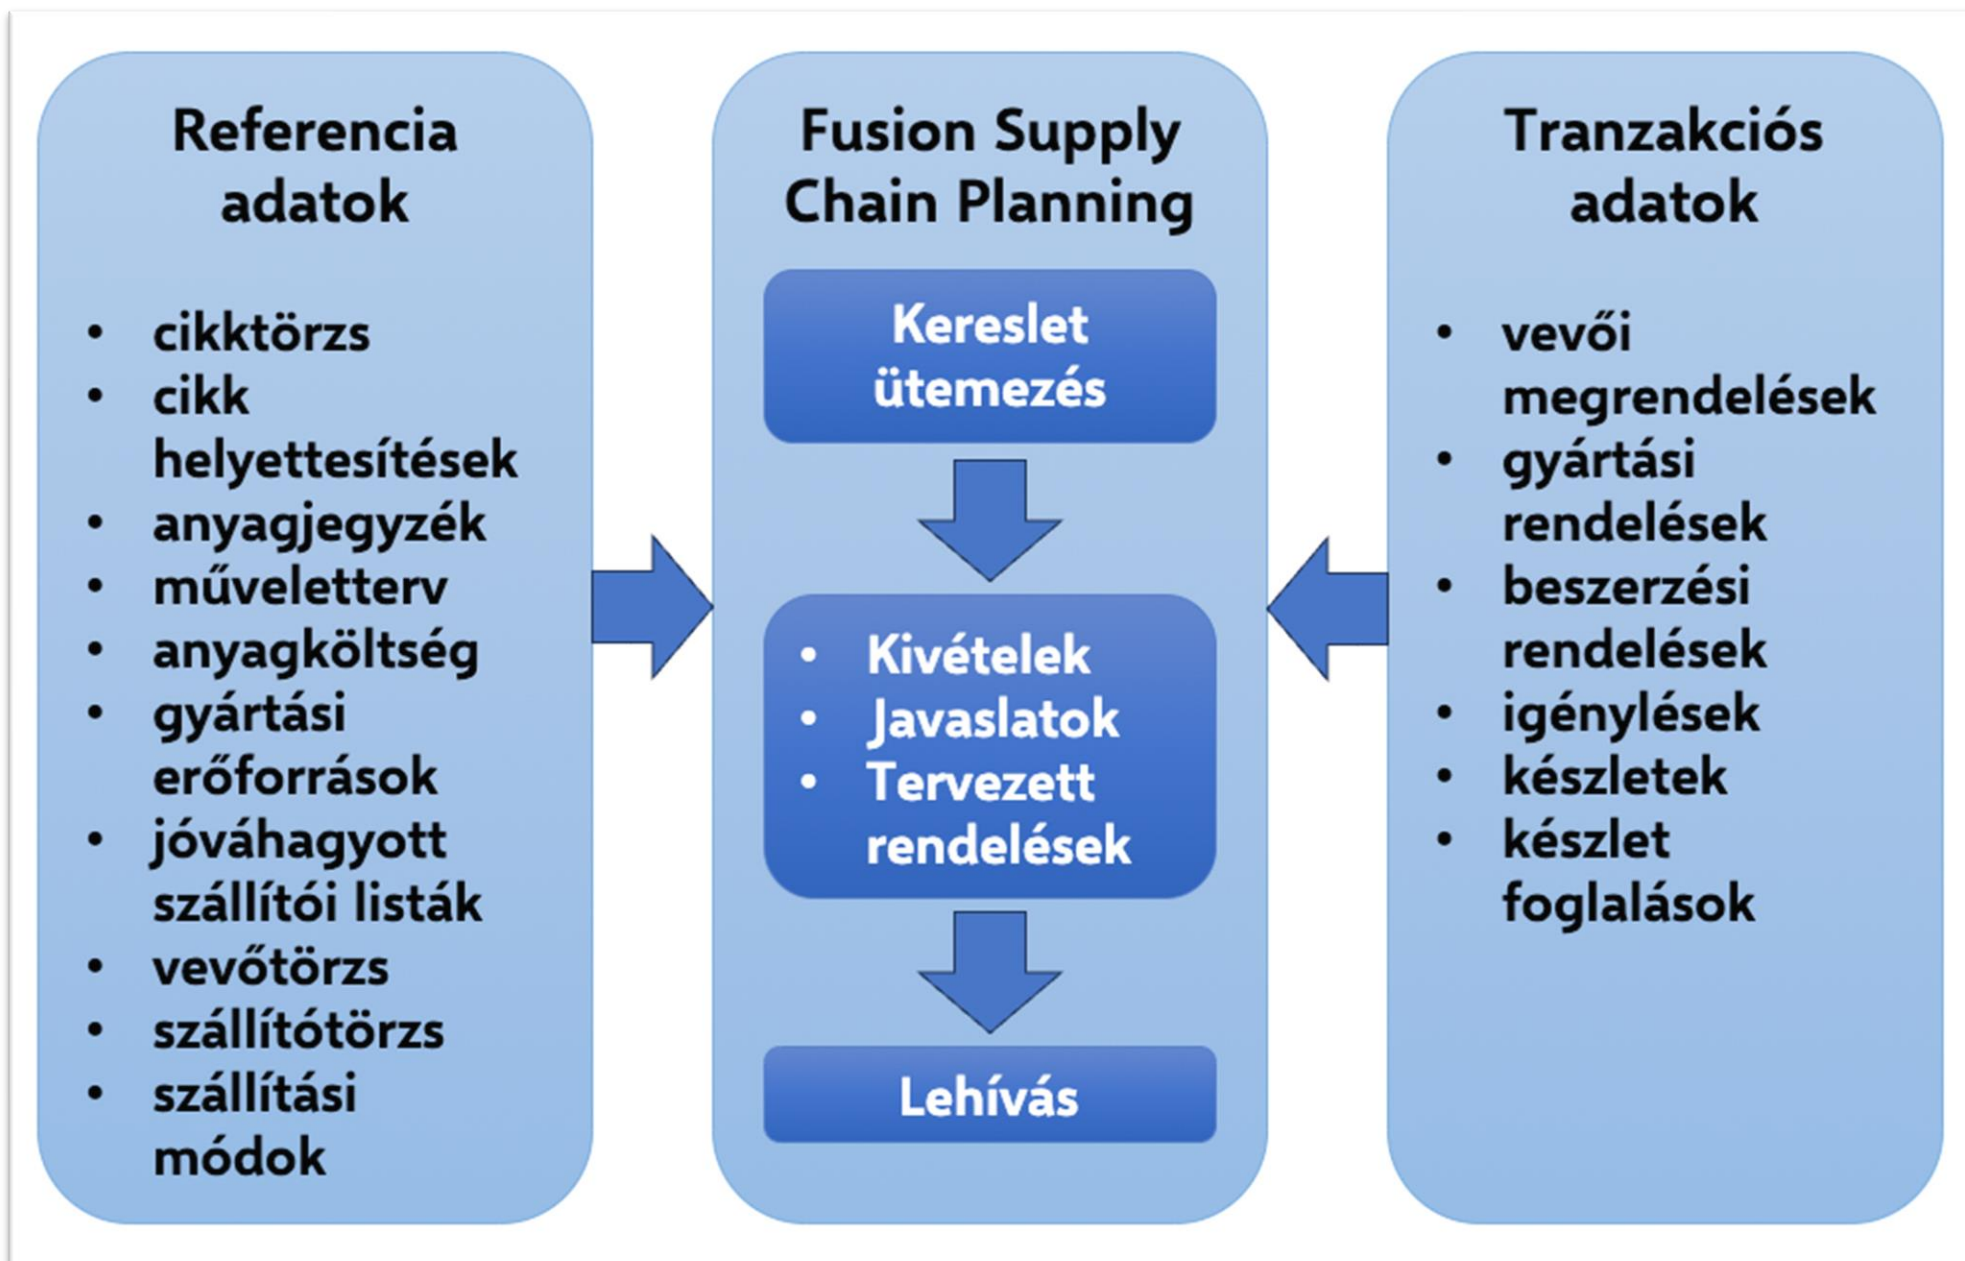 Referencia
adatok
• cikktörzs
• cikk
helyettesítések
• anyagjegyzék
• műveletterv
• anyagköltség
• gyártási
erőforrások
• jóváhagyott
szállítói listák
• vevőtörzs
• szállítótörzs
• szállítási
módok
Fusion Supply
Chain Planning
Kereslet
ütemezés
• Kivételek
• Javaslatok
• Tervezett
rendelések
Lehívás
Tranzakciós
adatok
• vevői
megrendelések
• gyártási
rendelések
• beszerzési
rendelések
• igénylések
• készletek
• készlet
foglalások